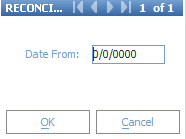 RECONCI... 1 of 1
Date From: 0/0/0000
OK Cancel